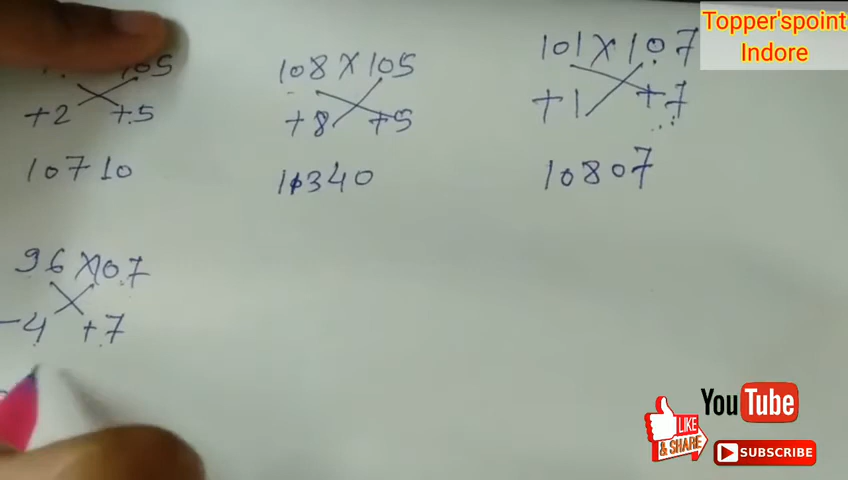 Topper'spoint
Indore
105
108 X 105
101 X 107
+2 +5
+8 +5
+1 +7
10710
11340
10807
96 X 107
-4 +7
YouTube
LIKE
& SHARE
SUBSCRIBE